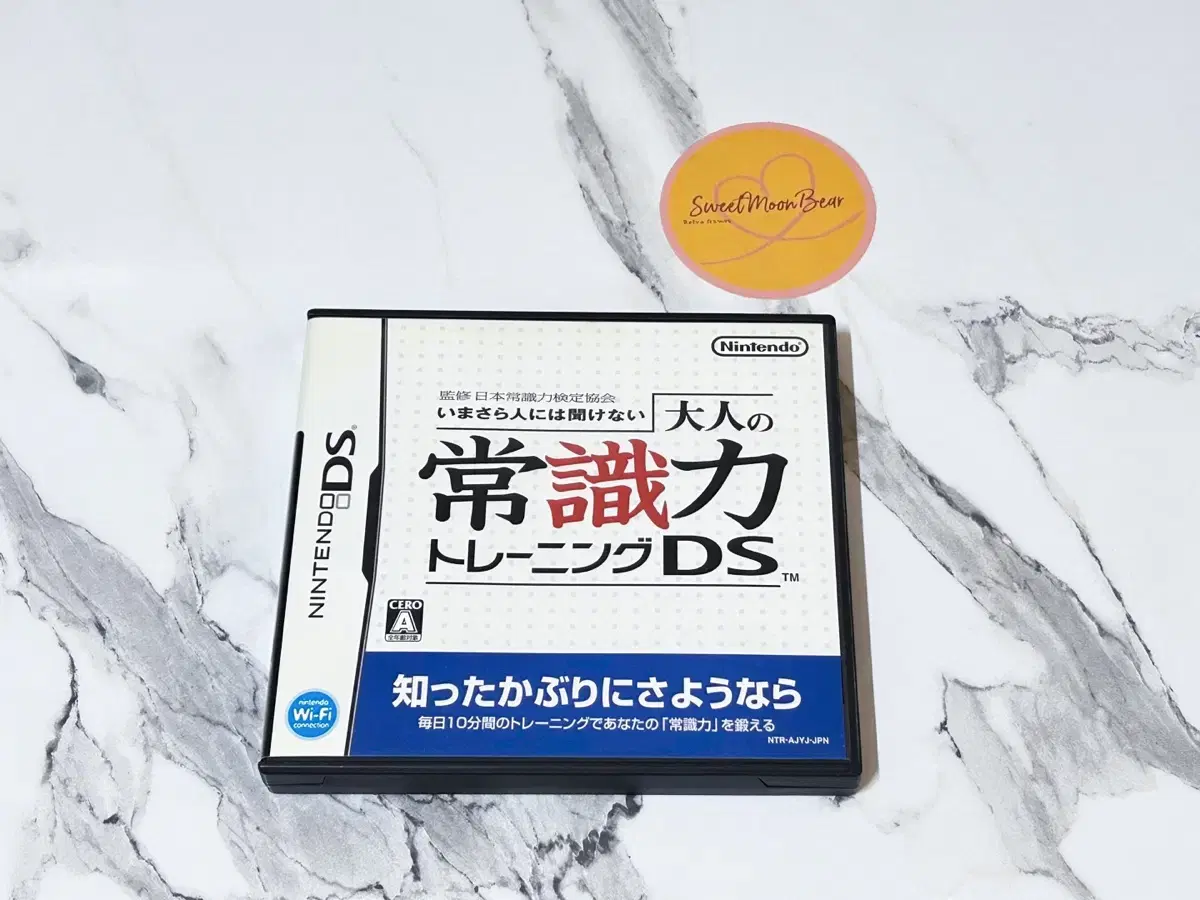 SweetMoonBear
Nintendo
監修 日本常識力検定協会
いまさら人には聞けない
大人の
常識力
トレーニングDS
TM
NINTENDODS®
CERO
A
全年齢対象
nintendo
Wi-Fi
connection
知ったかぶりにさようなら
毎日10分間のトレーニングであなたの「常識力」を鍛える
NTR-AJYJ-JPN